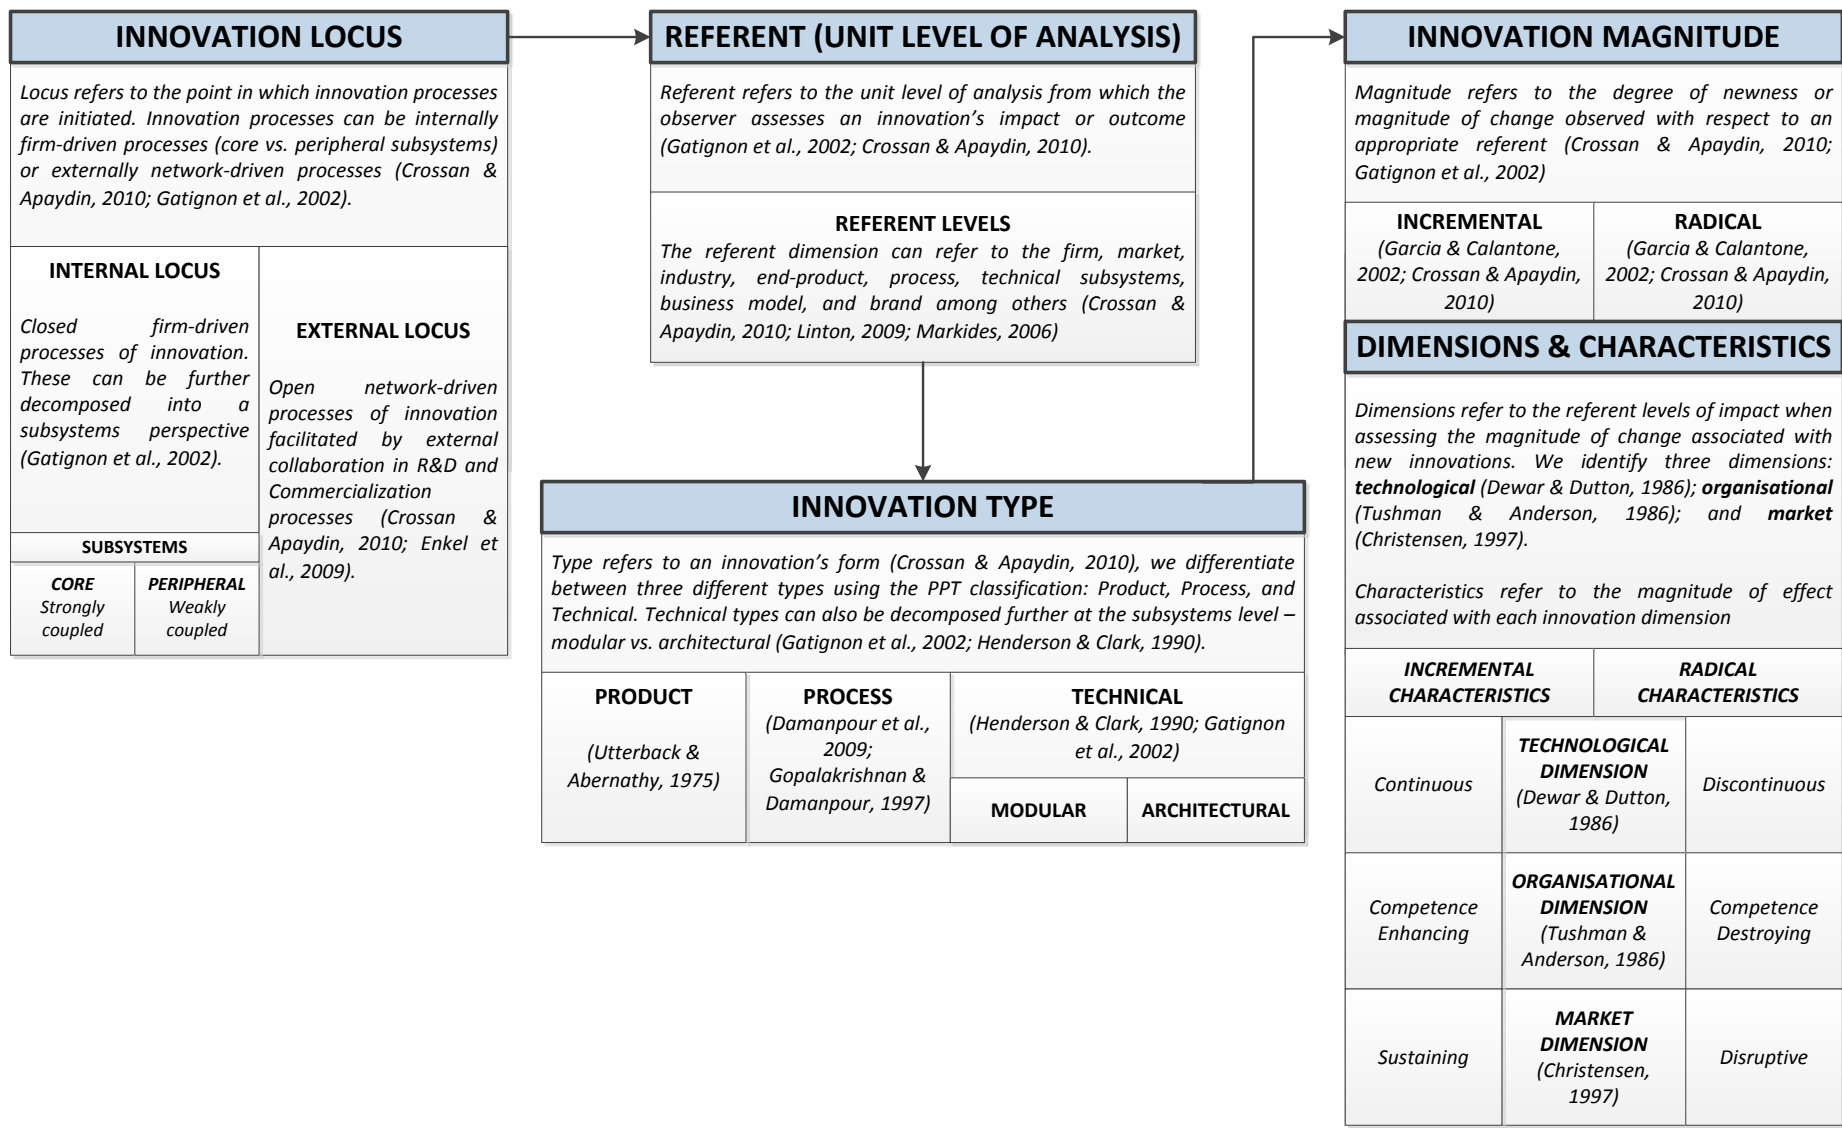 INNOVATION LOCUS
Locus refers to the point in which innovation processes
are initiated. Innovation processes can be internally
firm-driven processes (core vs. peripheral subsystems)
or externally network-driven processes (Crossan &
Apaydin, 2010; Gatignon et al., 2002).
INTERNAL LOCUS
Closed firm-driven
processes of innovation.
These can be further
decomposed into a
subsystems perspective
(Gatignon et al., 2002).
SUBSYSTEMS
CORE
Strongly
coupled
PERIPHERAL
Weakly
coupled
EXTERNAL LOCUS
Open network-driven
processes of innovation
facilitated by external
collaboration in R&D and
Commercialization
processes (Crossan &
Apaydin, 2010; Enkel et
al., 2009).
REFERENT (UNIT LEVEL OF ANALYSIS)
Referent refers to the unit level of analysis from which the
observer assesses an innovation’s impact or outcome
(Gatignon et al., 2002; Crossan & Apaydin, 2010).
REFERENT LEVELS
The referent dimension can refer to the firm, market,
industry, end-product, process, technical subsystems,
business model, and brand among others (Crossan &
Apaydin, 2010; Linton, 2009; Markides, 2006)
INNOVATION TYPE
Type refers to an innovation’s form (Crossan & Apaydin, 2010), we differentiate
between three different types using the PPT classification: Product, Process, and
Technical. Technical types can also be decomposed further at the subsystems level –
modular vs. architectural (Gatignon et al., 2002; Henderson & Clark, 1990).
PRODUCT
(Utterback &
Abernathy, 1975)
PROCESS
(Damanpour et al.,
2009;
Gopalakrishnan &
Damanpour, 1997)
TECHNICAL
(Henderson & Clark, 1990; Gatignon
et al., 2002)
MODULAR
ARCHITECTURAL
INNOVATION MAGNITUDE
Magnitude refers to the degree of newness or
magnitude of change observed with respect to an
appropriate referent (Crossan & Apaydin, 2010;
Gatignon et al., 2002)
INCREMENTAL
(Garcia & Calantone,
2002; Crossan & Apaydin,
2010)
RADICAL
(Garcia & Calantone,
2002; Crossan & Apaydin,
2010)
DIMENSIONS & CHARACTERISTICS
Dimensions refer to the referent levels of impact when
assessing the magnitude of change associated with
new innovations. We identify three dimensions:
technological (Dewar & Dutton, 1986); organisational
(Tushman & Anderson, 1986); and market
(Christensen, 1997).
Characteristics refer to the magnitude of effect
associated with each innovation dimension
INCREMENTAL
CHARACTERISTICS
RADICAL
CHARACTERISTICS
Continuous
TECHNOLOGICAL
DIMENSION
(Dewar & Dutton,
1986)
Discontinuous
Competence
Enhancing
ORGANISATIONAL
DIMENSION
(Tushman &
Anderson, 1986)
Competence
Destroying
Sustaining
MARKET
DIMENSION
(Christensen,
1997)
Disruptive